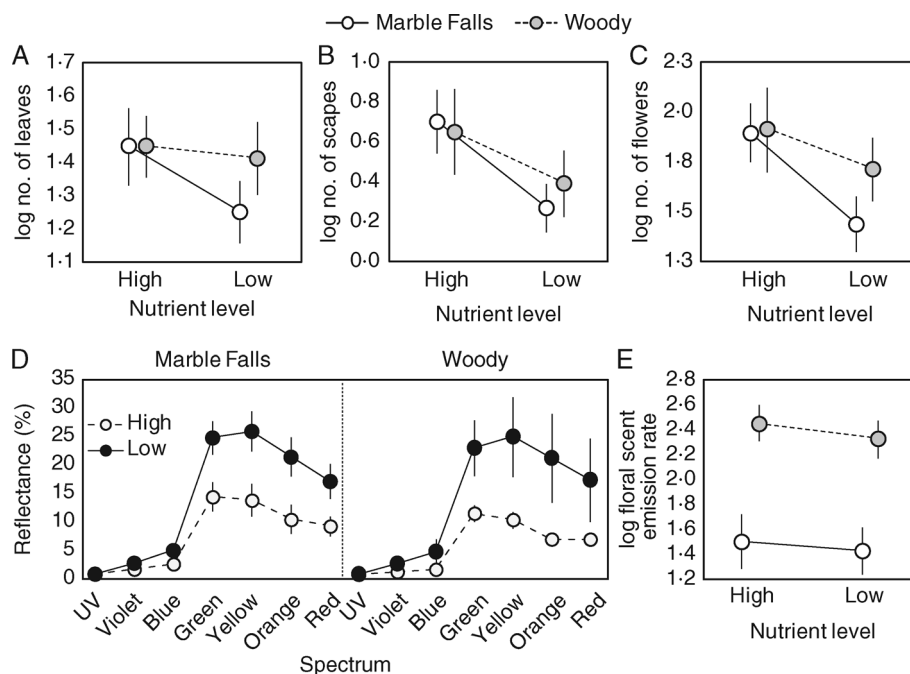 Marble Falls Woody
A B C
log no. of leaves
1·7
1·6
1·5
1·4
1·3
1·2
1·1
High Low
Nutrient level
log no. of scapes
1·0
0·8
0·6
0·4
0·2
0·0
High Low
Nutrient level
log no. of flowers
2·3
2·1
1·9
1·8
1·5
1·3
High Low
Nutrient level
D Marble Falls Woody
Reflectance (%)
35
30
25
20
15
10
5
0
High
Low
UV Violet Blue Green Yellow Orange Red UV Violet Blue Green Yellow Orange Red
Spectrum
E
log floral scent
emission rate
2·8
2·6
2·4
2·2
2·0
1·8
1·6
1·4
1·2
High Low
Nutrient level